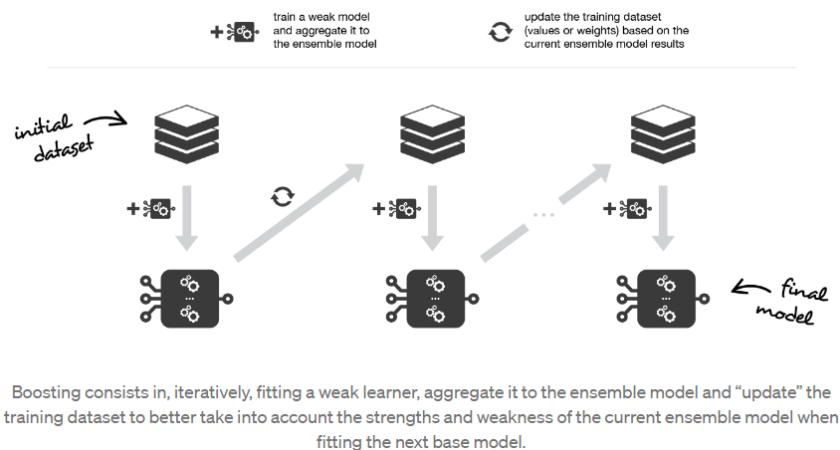 train a weak model
and aggregate it to
the ensemble model
update the training dataset
(values or weights) based on the
current ensemble model results
initial
dataset
...
final
model
Boosting consists in, iteratively, fitting a weak learner, aggregate it to the ensemble model and “update” the
training dataset to better take into account the strengths and weakness of the current ensemble model when
fitting the next base model.